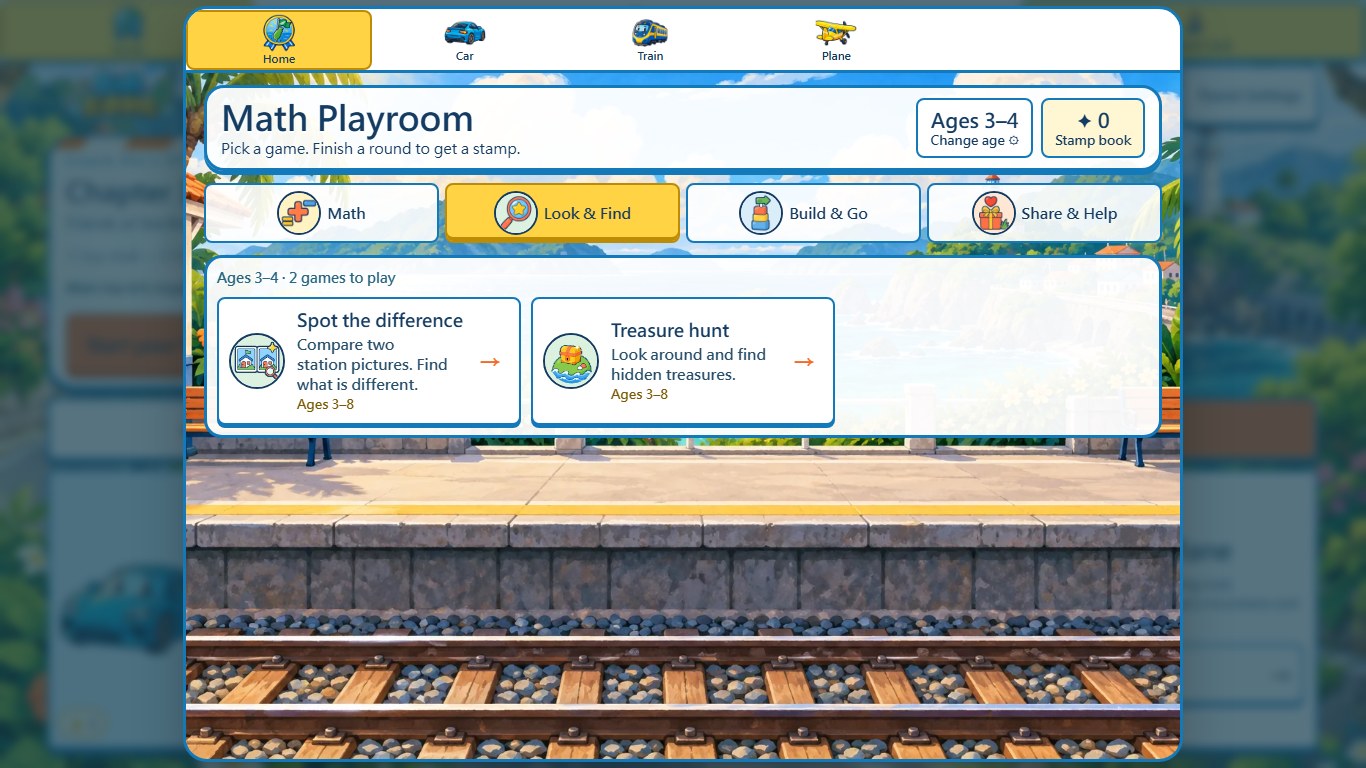 Home
Car
Train
Plane
Math Playroom
Pick a game. Finish a round to get a stamp.
Ages 3–4
Change age ⚙
✦ 0
Stamp book
Math
Look & Find
Build & Go
Share & Help
Ages 3–4 · 2 games to play
Spot the difference
Compare two
station pictures. Find
what is different.
Ages 3–8
→
Treasure hunt
Look around and find
hidden treasures.
Ages 3–8
→